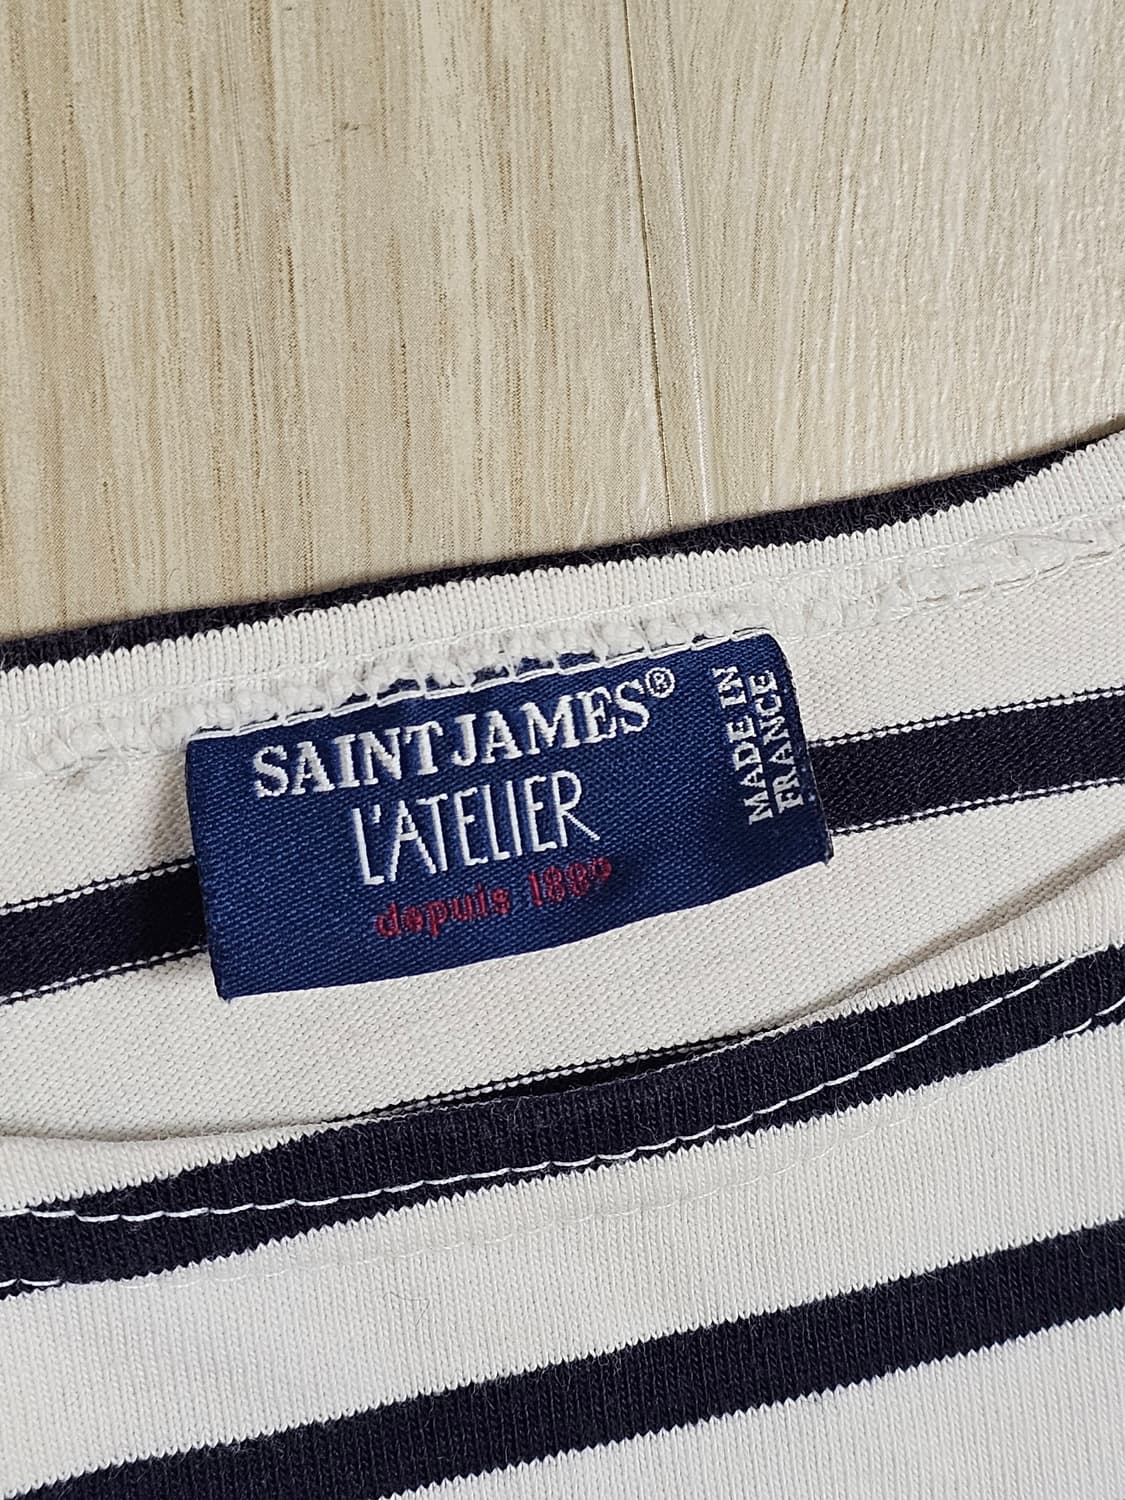 SAINT JAMES®
L'ATELIER
depuis 1889
MADE IN
FRANCE